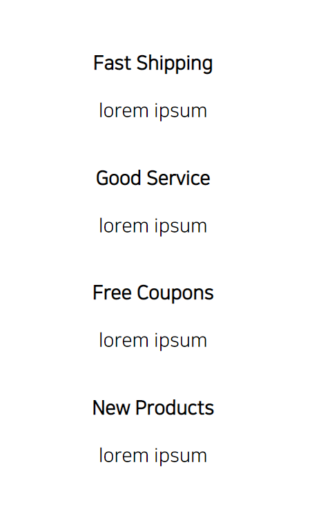 Fast Shipping
lorem ipsum
Good Service
lorem ipsum
Free Coupons
lorem ipsum
New Products
lorem ipsum